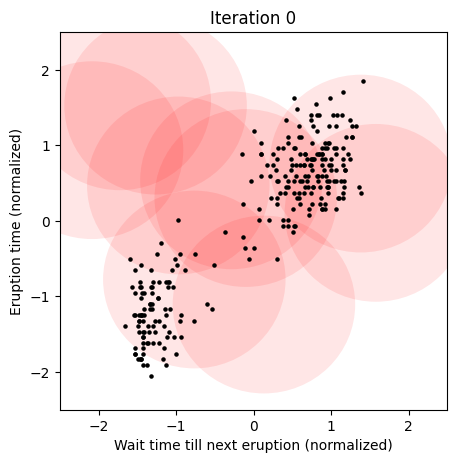 Iteration 0
2
1
0
−1
−2
Eruption time (normalized)
−2 −1 0 1 2
Wait time till next eruption (normalized)